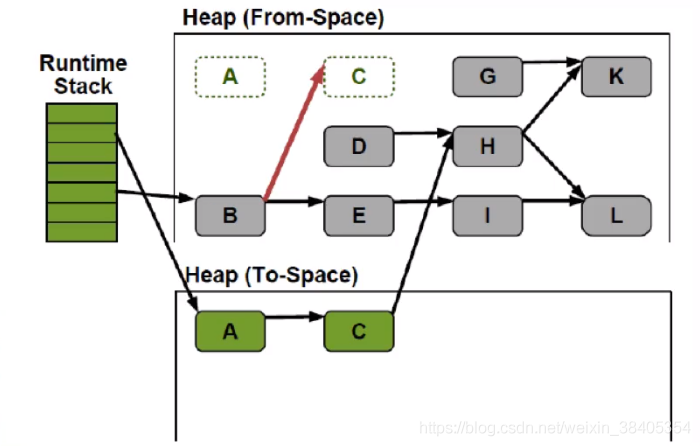 Heap (From-Space)
Runtime
Stack
A
C
G
K
D
H
B
E
I
L
Heap (To-Space)
A
C
https://blog.csdn.net/weixin_38405354